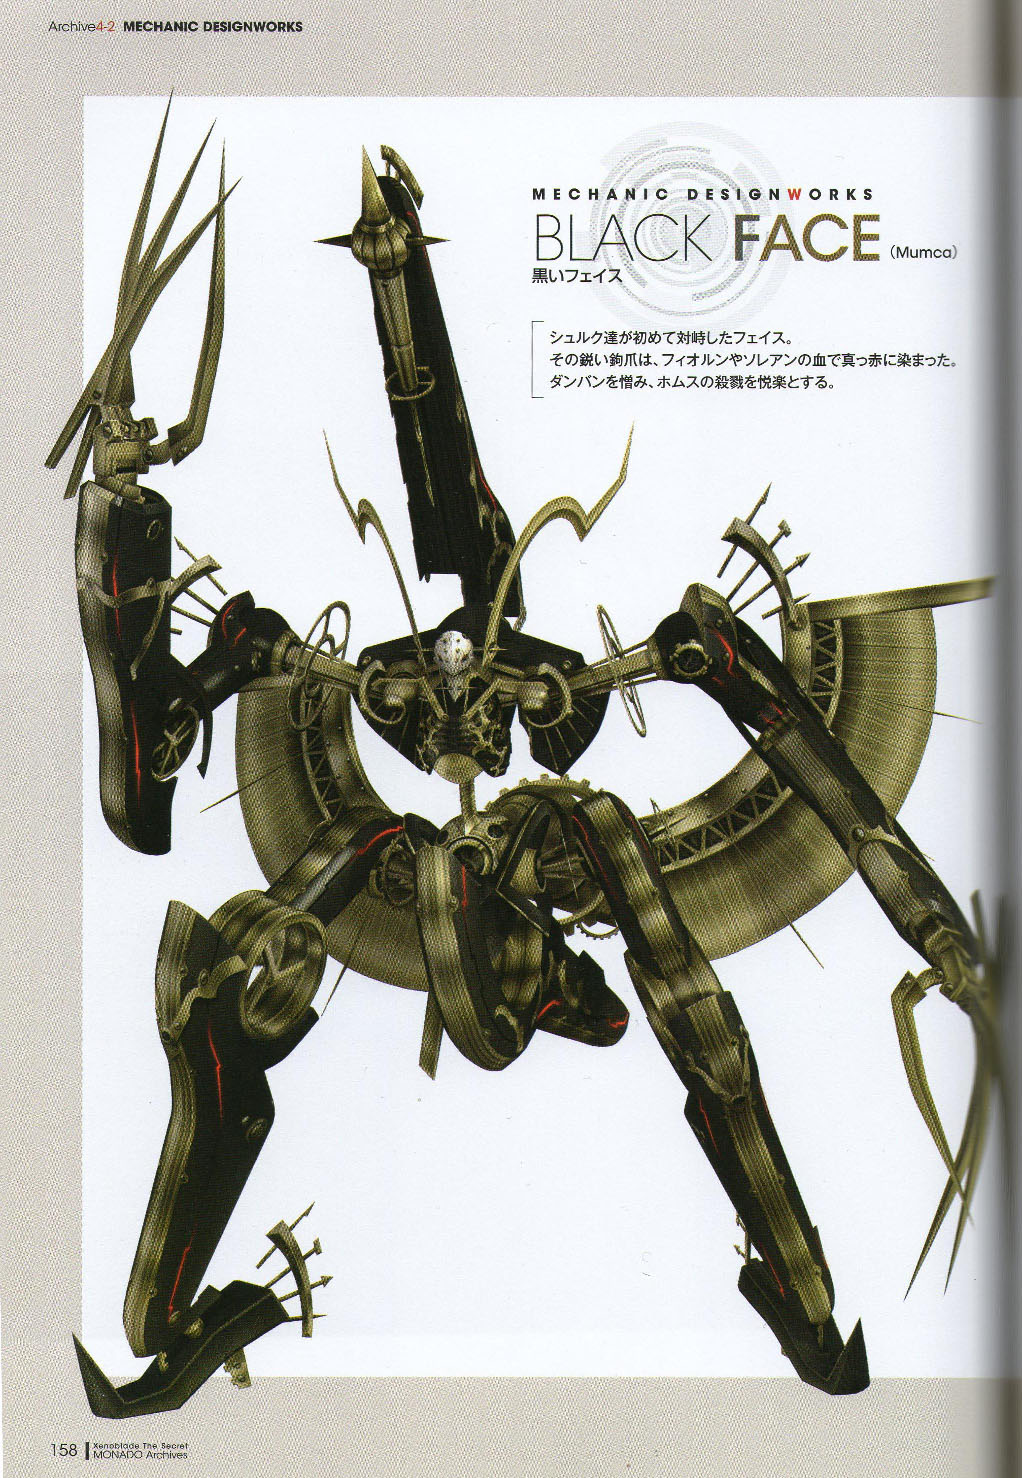 Archive4-2 MECHANIC DESIGNWORKS
MECHANIC DESIGNWORKS
BLACK FACE (Mumca)
黒いフェイス
シュルク達が初めて対峙したフェイス。
その鋭い鉤爪は、フィオルンやソレアンの血で真っ赤に染まった。
ダンバンを憎み、ホムスの殺戮を悦楽とする。
158 Xenoblade The Secret
MONADO Archives